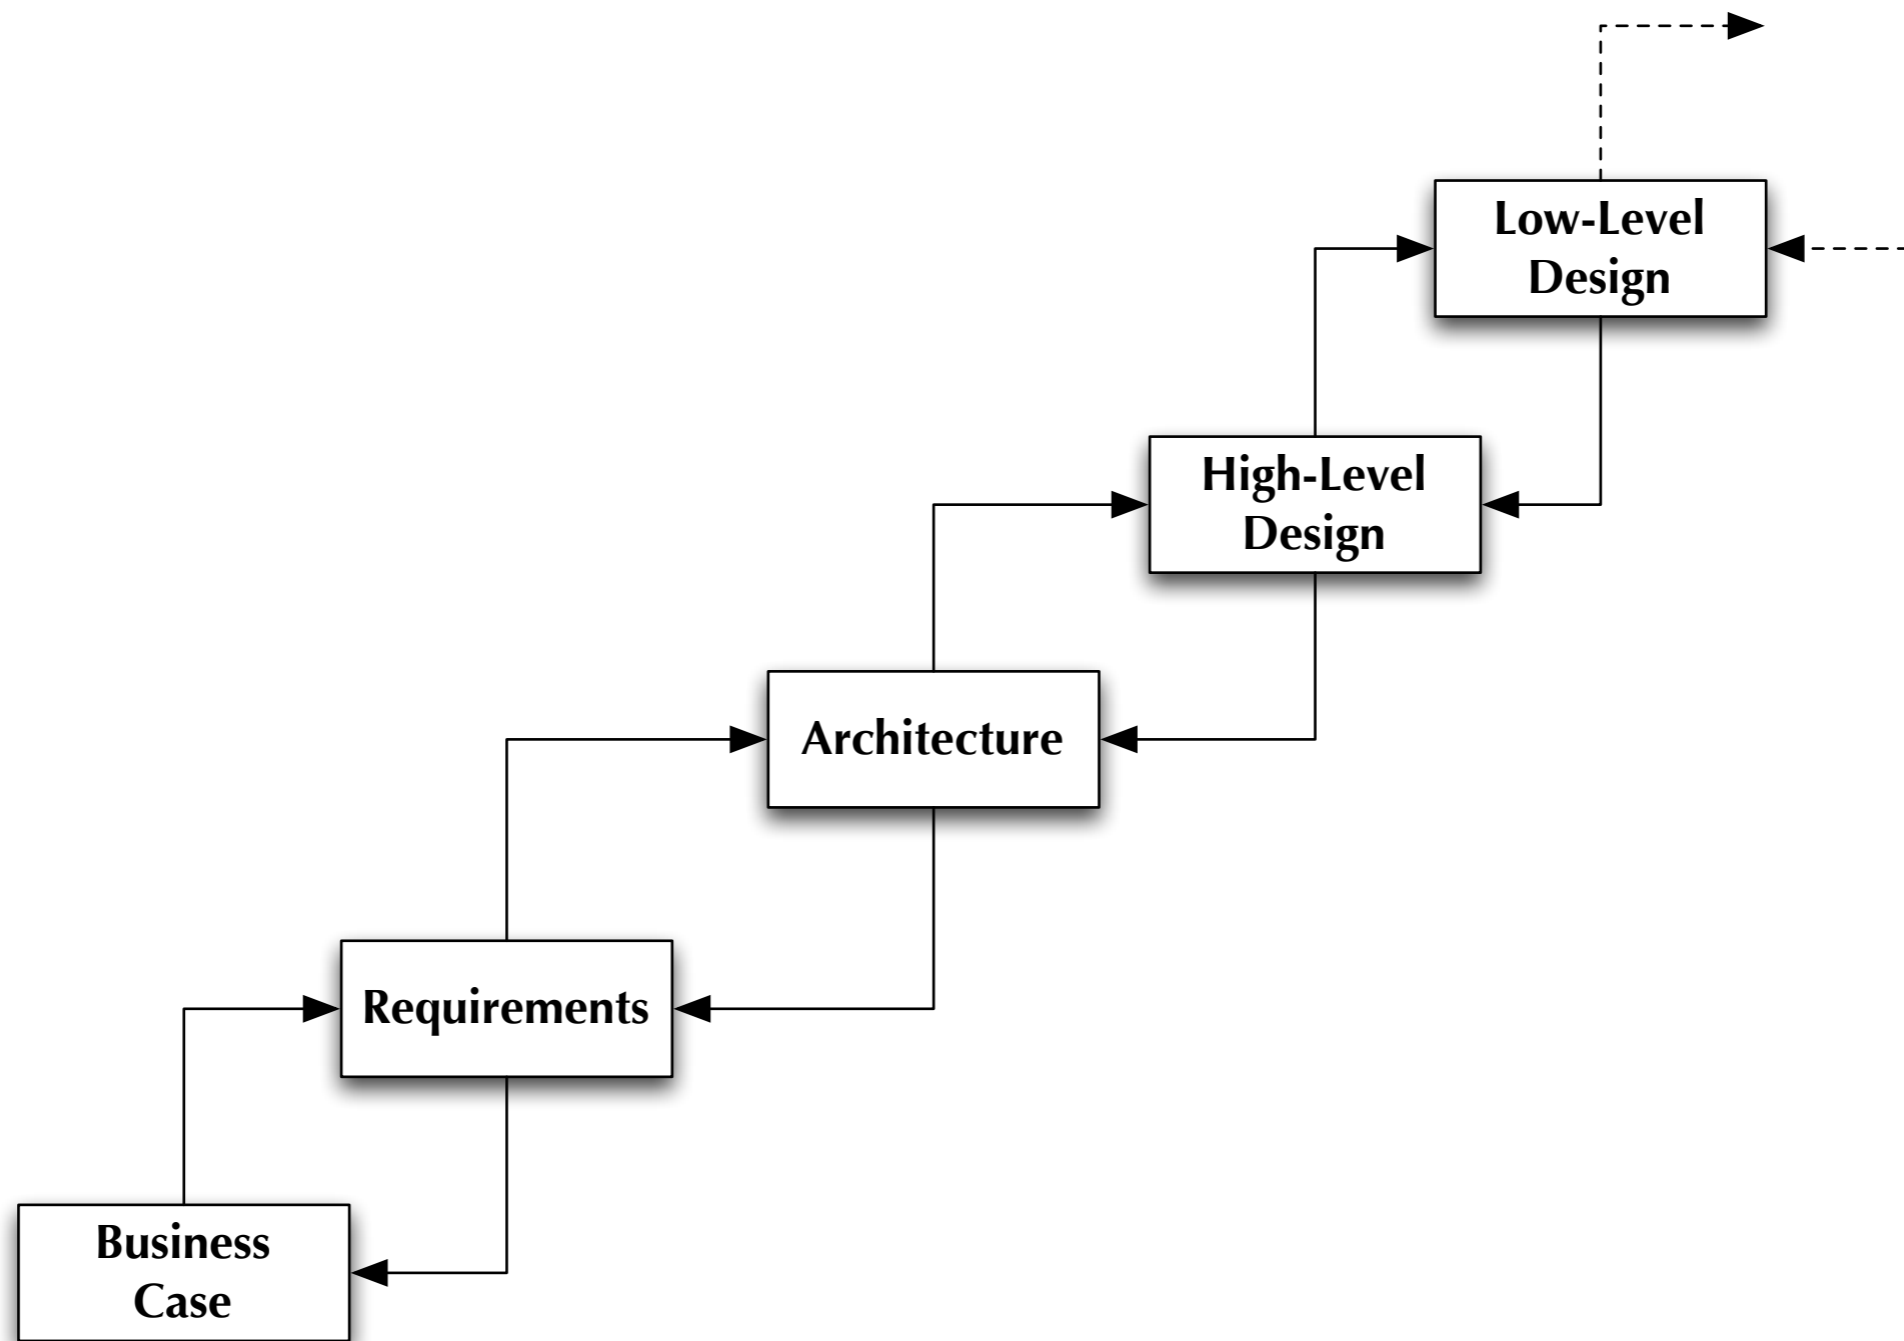 Low-Level
Design
High-Level
Design
Architecture
Requirements
Business
Case